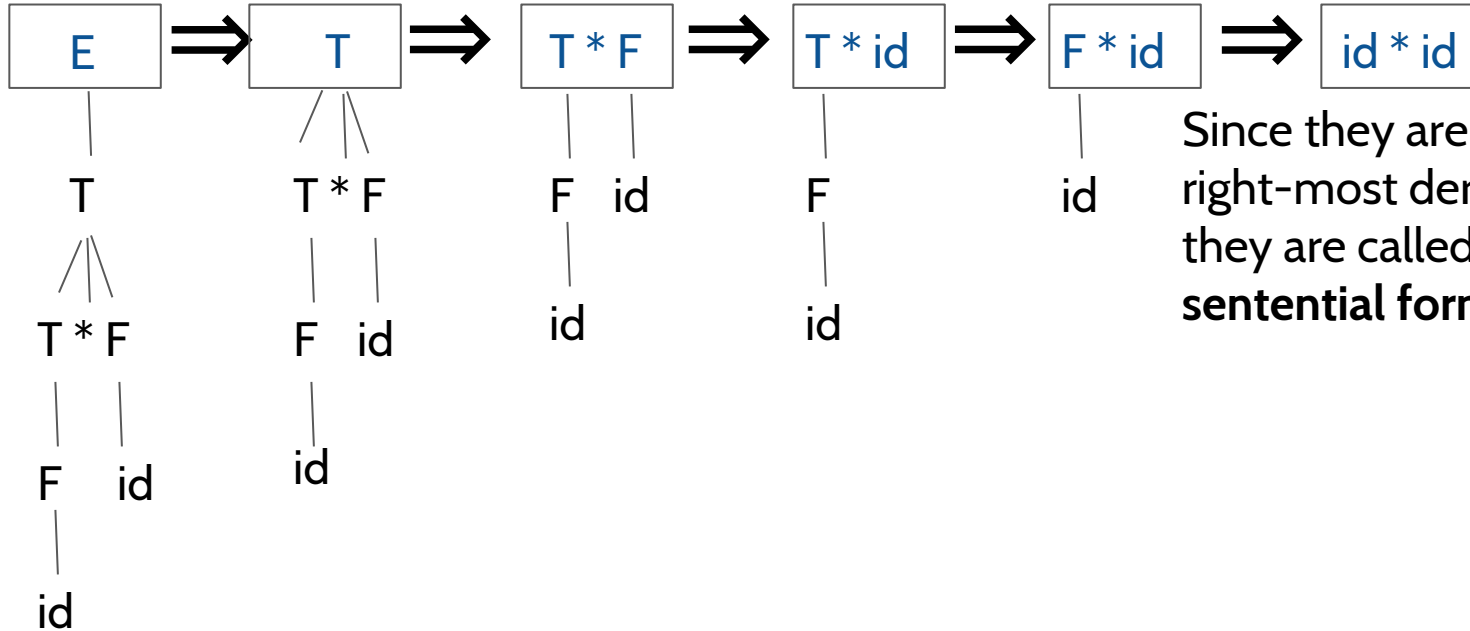 E ⇒ T ⇒ T * F ⇒ T * id ⇒ F * id ⇒ id * id
Since they are
T T * F F id F id right-most
they are called
sentential
T * F F id id id
F id id
id